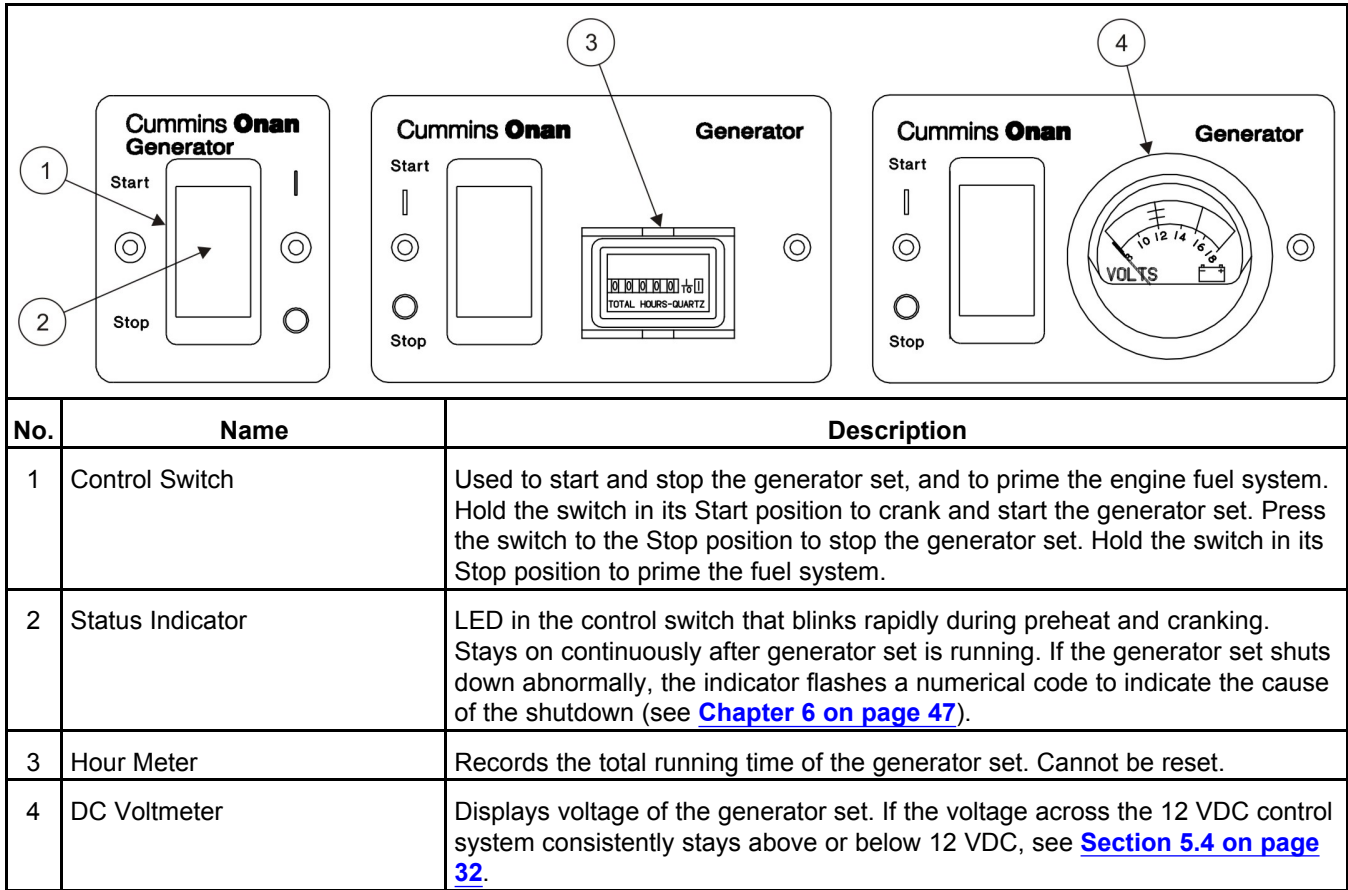 3
4
Cummins Onan
Generator
1
Start
2
Stop
Cummins Onan
Generator
Start
Stop
00000 1/10 1
TOTAL HOURS-QUARTZ
Cummins Onan
Generator
Start
Stop
8 10 12 14 16 18
VOLTS
No. Name Description
1 Control Switch Used to start and stop the generator set, and to prime the engine fuel system.
Hold the switch in its Start position to crank and start the generator set. Press
the switch to the Stop position to stop the generator set. Hold the switch in its
Stop position to prime the fuel system.
2 Status Indicator LED in the control switch that blinks rapidly during preheat and cranking.
Stays on continuously after generator set is running. If the generator set shuts
down abnormally, the indicator flashes a numerical code to indicate the cause
of the shutdown (see Chapter 6 on page 47).
3 Hour Meter Records the total running time of the generator set. Cannot be reset.
4 DC Voltmeter Displays voltage of the generator set. If the voltage across the 12 VDC control
system consistently stays above or below 12 VDC, see Section 5.4 on page
32.